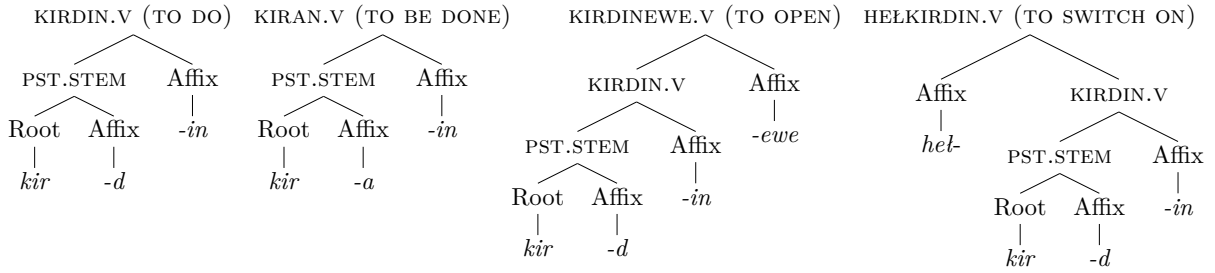 KIRDIN.V (TO DO) KIRAN.V (TO BE DONE) KIRDINEWE.V (TO OPEN) HEŁKIRDIN.V (TO SWITCH ON)
PST.STEM Affix PST.STEM Affix KIRDIN.V Affix Affix KIRDIN.V
-in -in -ewe heł-
Root Affix Root Affix PST.STEM Affix PST.STEM Affix
kir -d kir -a -in -in
Root Affix Root Affix
kir -d kir -d